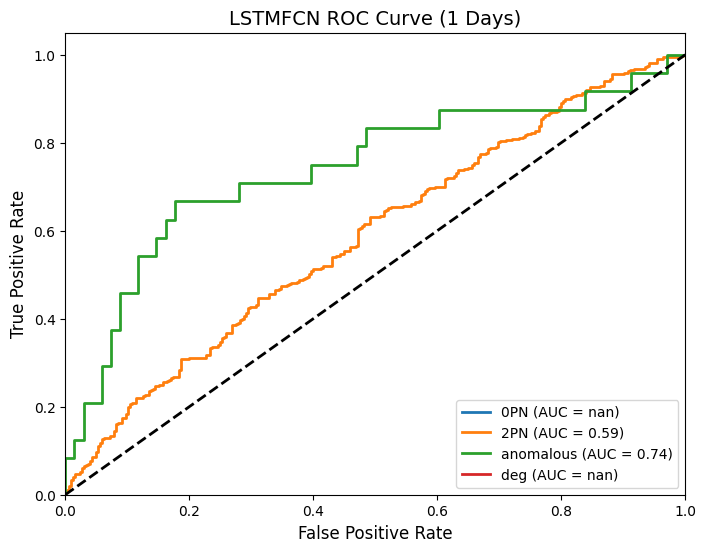 LSTMFCN ROC Curve (1 Days)
True Positive Rate
1.0
0.8
0.6
0.4
0.2
0.0
0.0 0.2 0.4 0.6 0.8 1.0
False Positive Rate
0PN (AUC = nan)
2PN (AUC = 0.59)
anomalous (AUC = 0.74)
deg (AUC = nan)